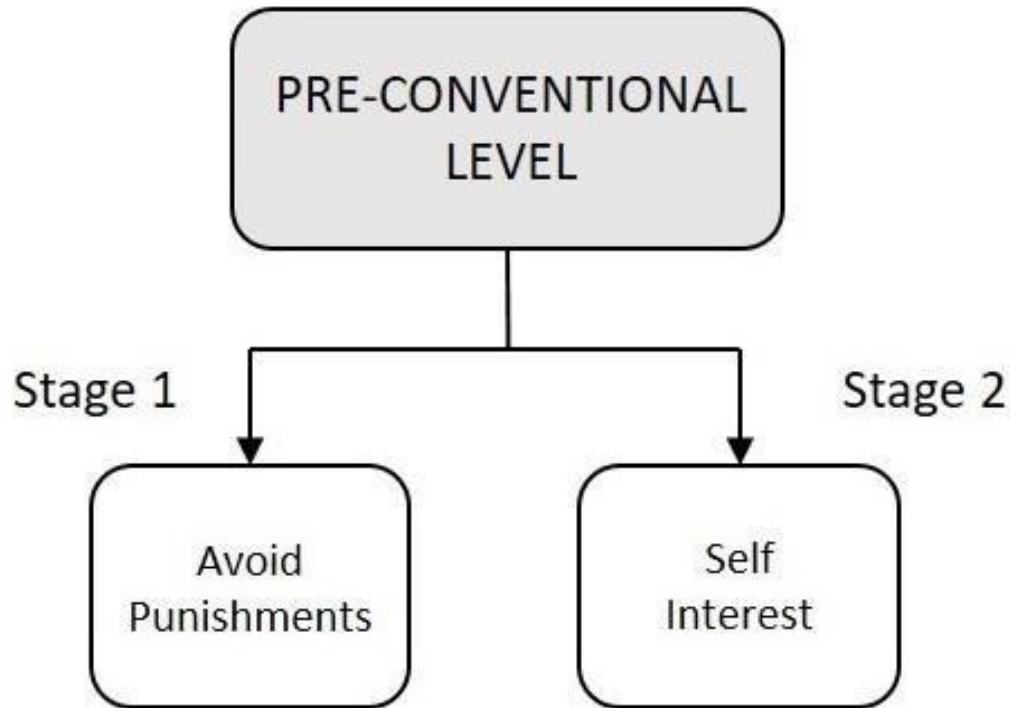 PRE-CONVENTIONAL
LEVEL
Stage 1
Stage 2
Avoid
Punishments
Self
Interest